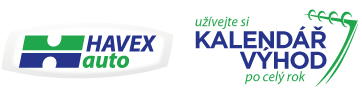 HAVEX
auto
užívejte si
KALENDÁŘ
VÝHOD
po celý rok